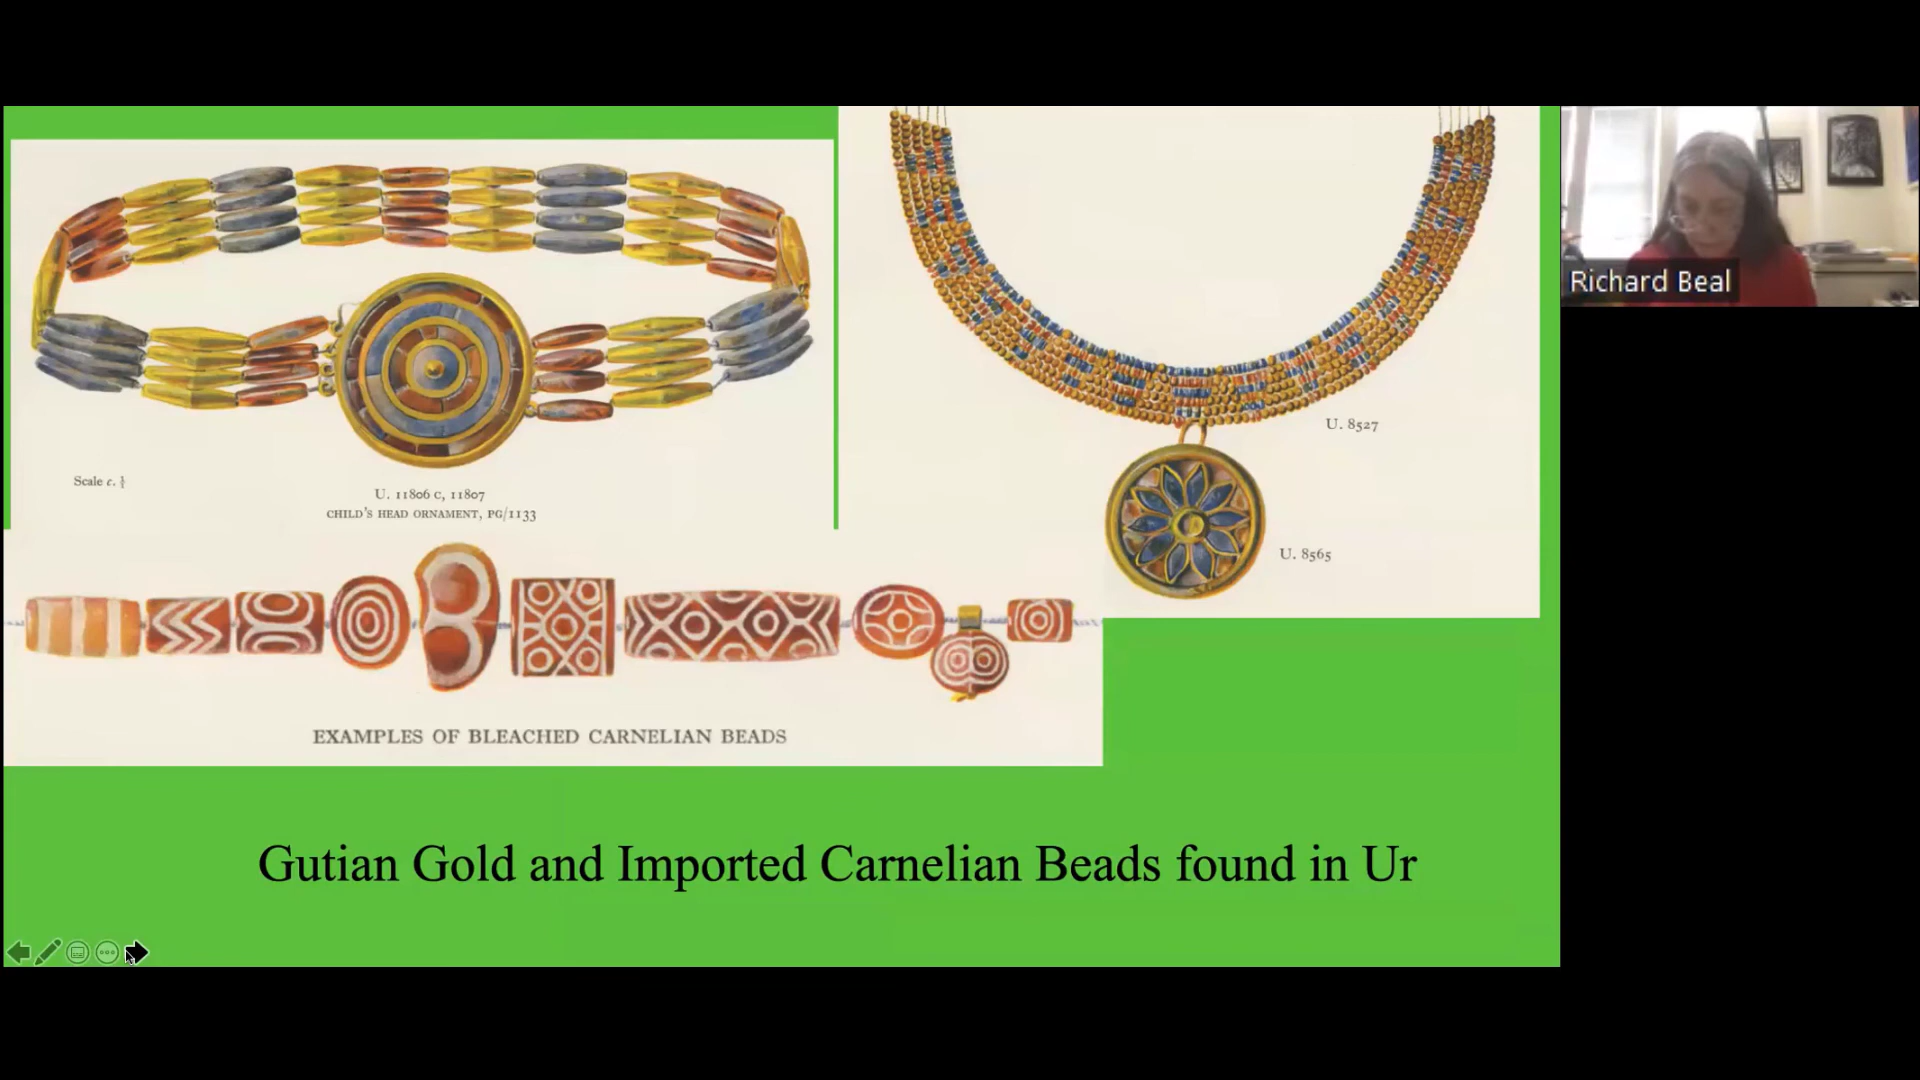 Scale c. ½
U. 11806 c, 11807
CHILD'S HEAD ORNAMENT, PG/1133
U. 8527
U. 8565
EXAMPLES OF BLEACHED CARNELIAN BEADS
Gutian Gold and Imported Carnelian Beads found in Ur
Richard Beal